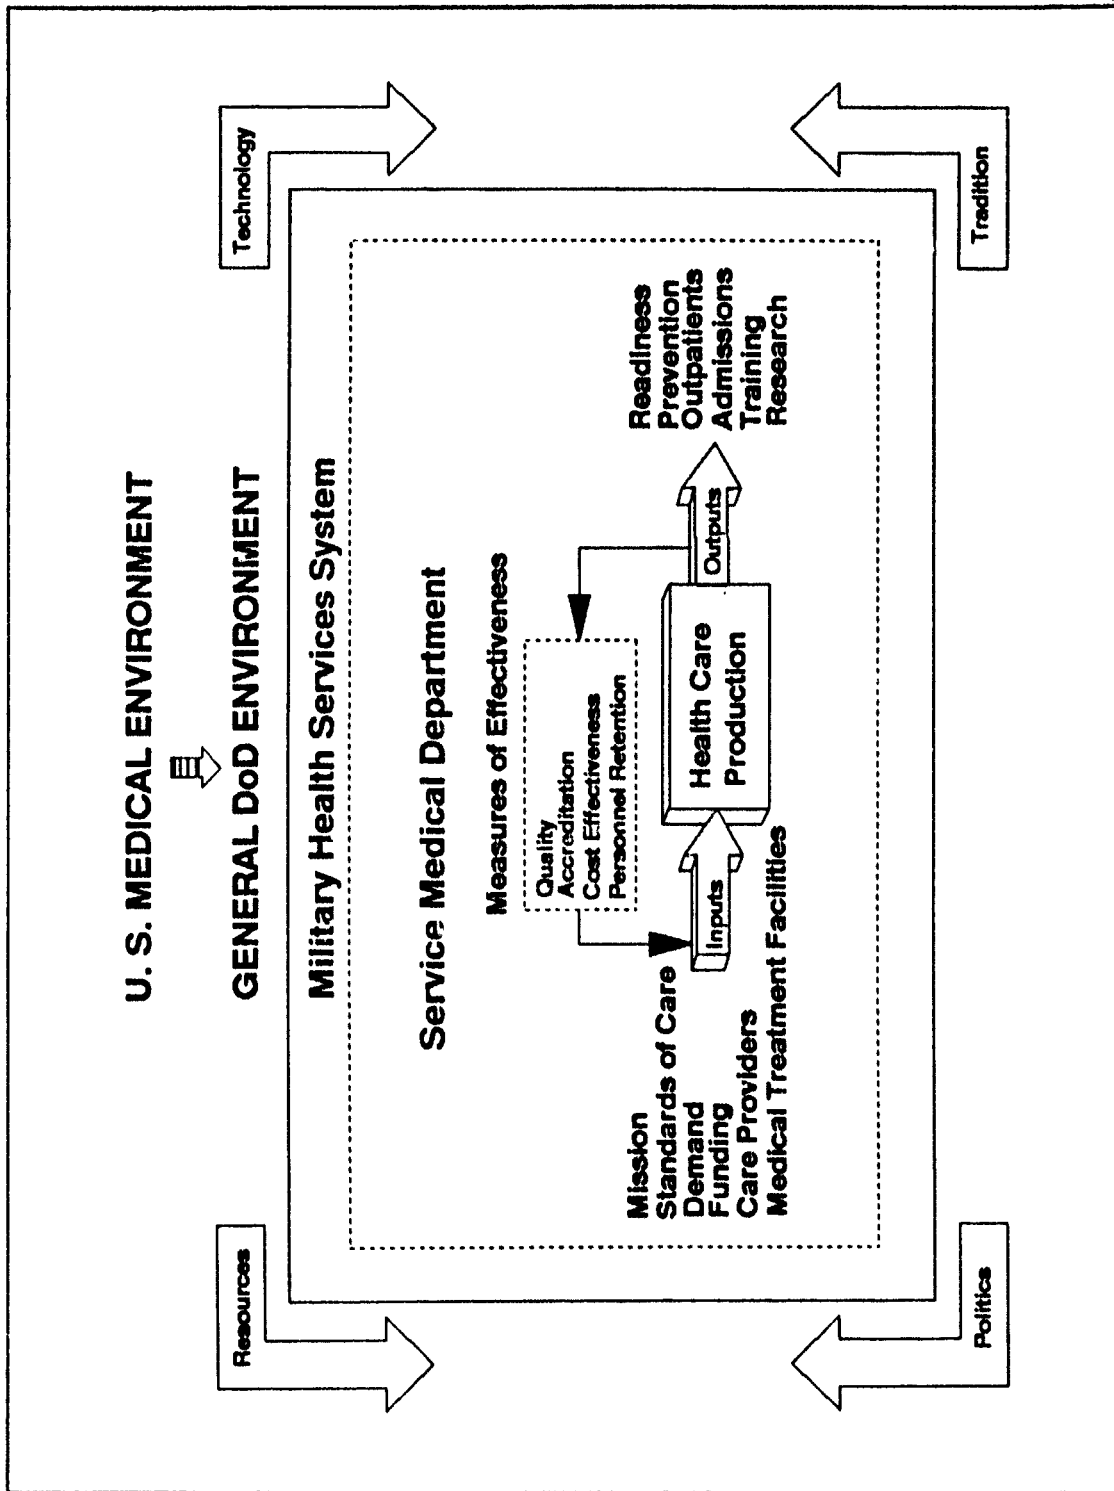 U. S. MEDICAL ENVIRONMENT
GENERAL DoD ENVIRONMENT
Resources
Technology
Military Health Services System
Service Medical Department
Measures of Effectiveness
Quality
Accreditation
Cost Effectiveness
Personnel Retention
Mission
Standards of Care
Demand
Funding
Care Providers
Medical Treatment Facilities
Inputs
Health Care
Production
Outputs
Readiness
Prevention
Outpatients
Admissions
Training
Research
Politics
Tradition